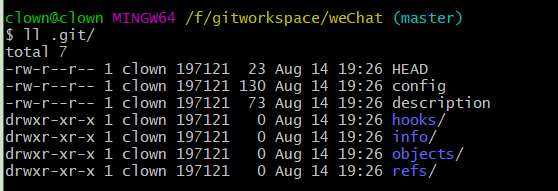 clown@clown MINGW64 /f/gitworkspace/weChat (master)
$ ll .git/
total 7
-rw-r--r-- 1 clown 197121  23 Aug 14 19:26 HEAD
-rw-r--r-- 1 clown 197121 130 Aug 14 19:26 config
-rw-r--r-- 1 clown 197121  73 Aug 14 19:26 description
drwxr-xr-x 1 clown 197121   0 Aug 14 19:26 hooks/
drwxr-xr-x 1 clown 197121   0 Aug 14 19:26 info/
drwxr-xr-x 1 clown 197121   0 Aug 14 19:26 objects/
drwxr-xr-x 1 clown 197121   0 Aug 14 19:26 refs/